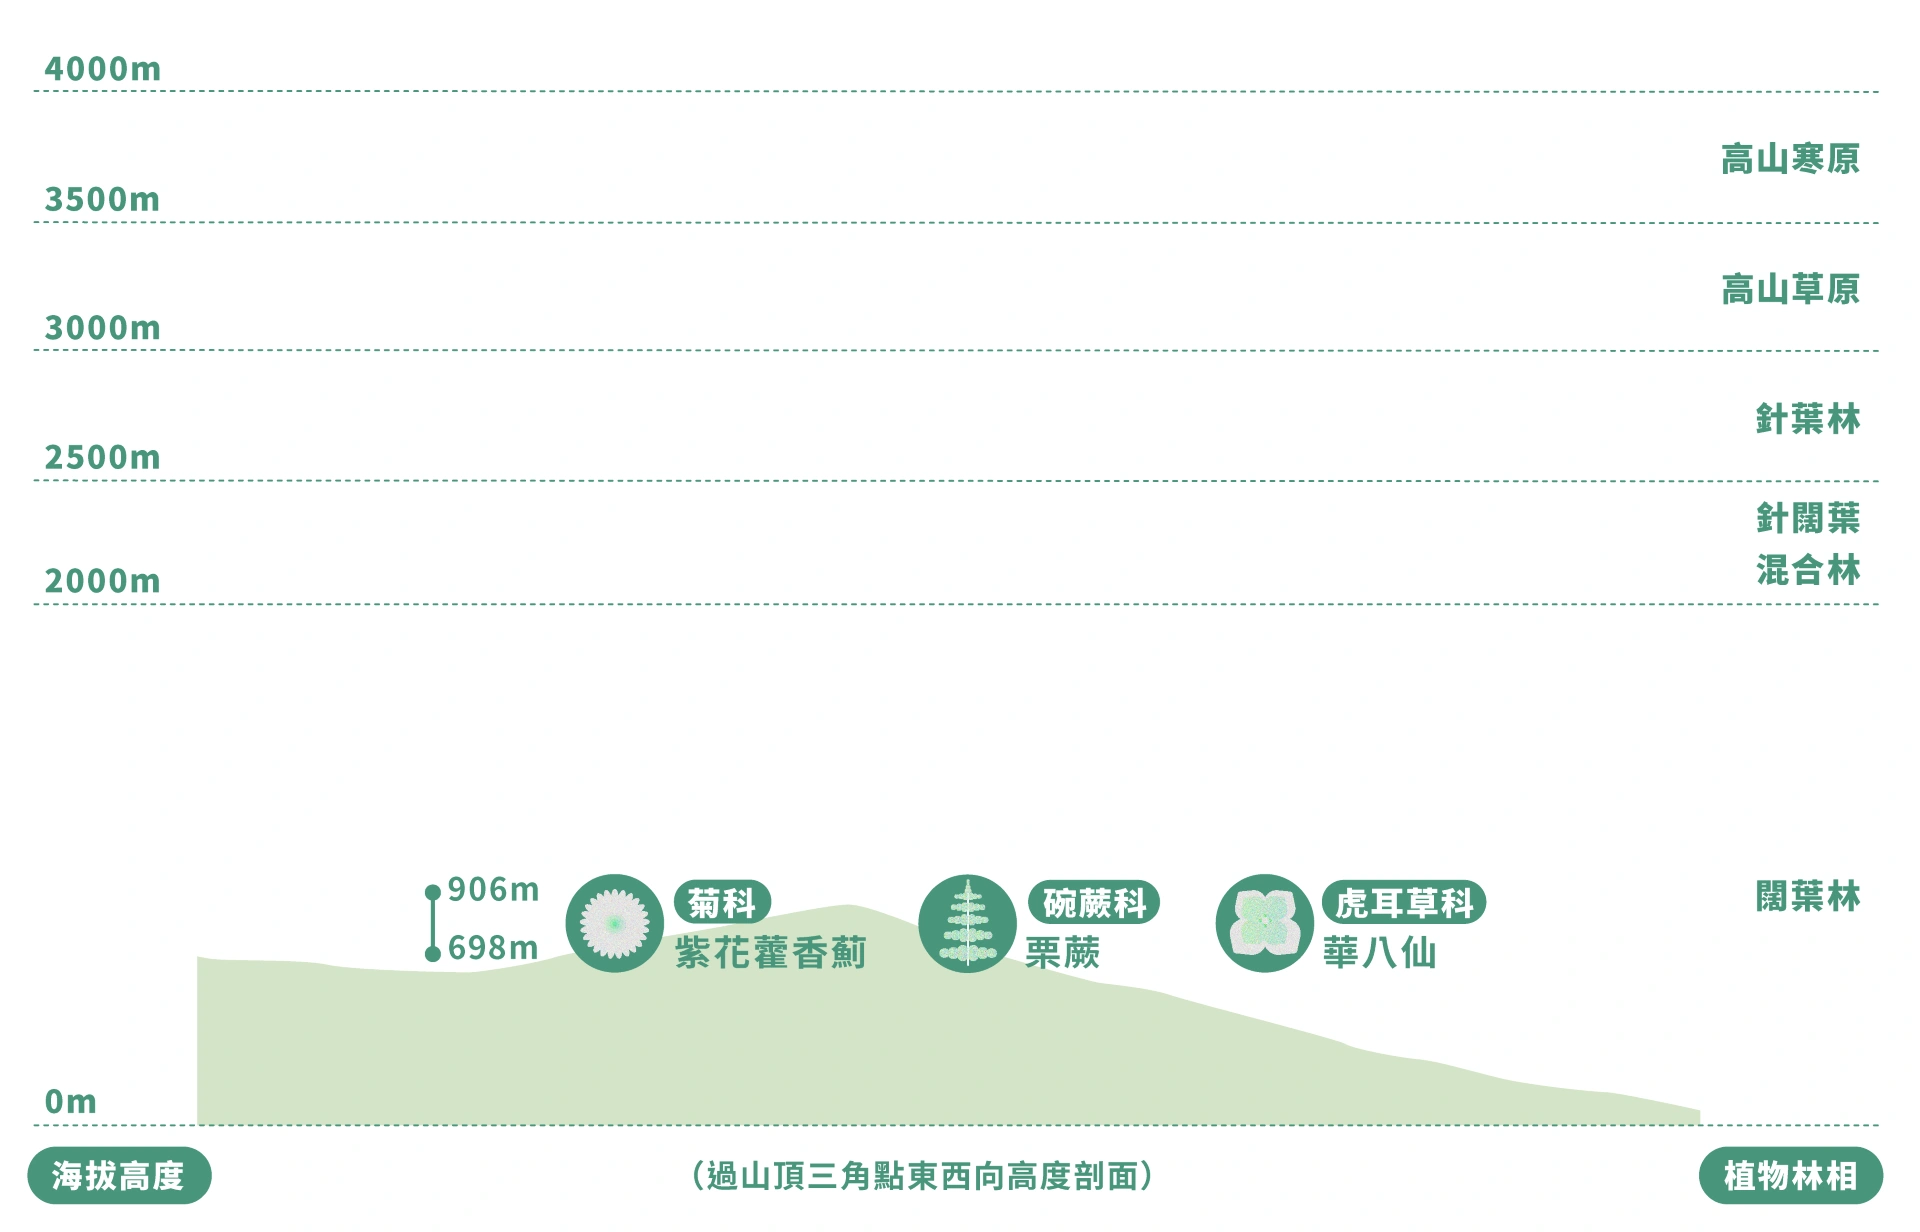 4000m
高山寒原
3500m
高山草原
3000m
針葉林
2500m
針闊葉
混合林
2000m
906m
698m
菊科
紫花藿香薊
碗蕨科
栗蕨
虎耳草科
華八仙
闊葉林
0m
海拔高度
（過山頂三角點東西向高度剖面）
植物林相